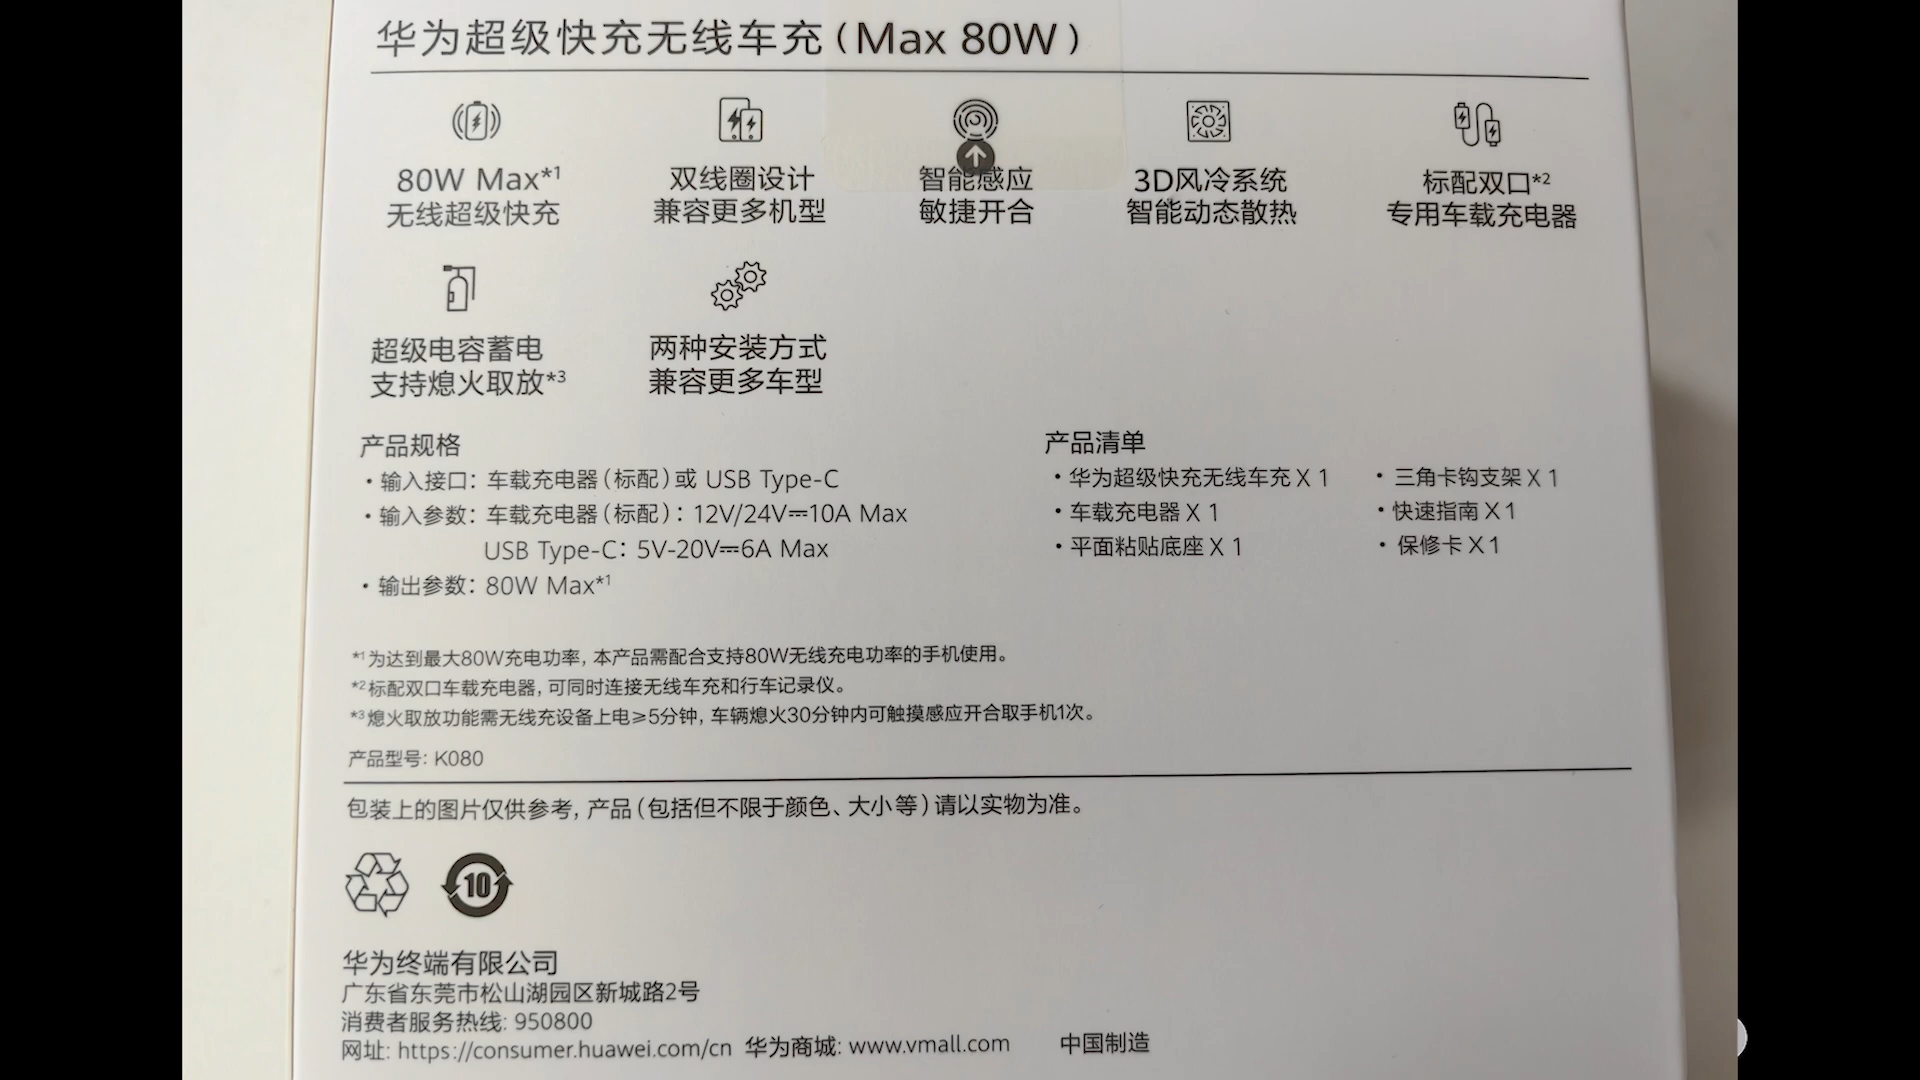 华为超级快充无线车充(Max 80W)
80W Max*1
无线超级快充
双线圈设计
兼容更多机型
智能感应
敏捷开合
3D风冷系统
智能动态散热
标配双口*2
专用车载充电器
超级电容蓄电
支持熄火取放*3
两种安装方式
兼容更多车型
产品规格
·输入接口: 车载充电器(标配)或 USB Type-C
·输入参数: 车载充电器(标配): 12V/24V⎓10A Max
USB Type-C: 5V-20V⎓6A Max
·输出参数: 80W Max*1
产品清单
·华为超级快充无线车充 X 1
·车载充电器 X 1
·平面粘贴底座 X 1
·三角卡钩支架 X 1
·快速指南 X 1
·保修卡 X 1
*1为达到最大80W充电功率, 本产品需配合支持80W无线充电功率的手机使用。
*2标配双口车载充电器, 可同时连接无线车充和行车记录仪。
*3熄火取放功能需无线充设备上电≥5分钟, 车辆熄火30分钟内可触摸感应开合取手机1次。
产品型号: K080
包装上的图片仅供参考, 产品(包括但不限于颜色、大小等)请以实物为准。
10
华为终端有限公司
广东省东莞市松山湖园区新城路2号
消费者服务热线: 950800
网址: https://consumer.huawei.com/cn 华为商城: www.vmall.com 中国制造